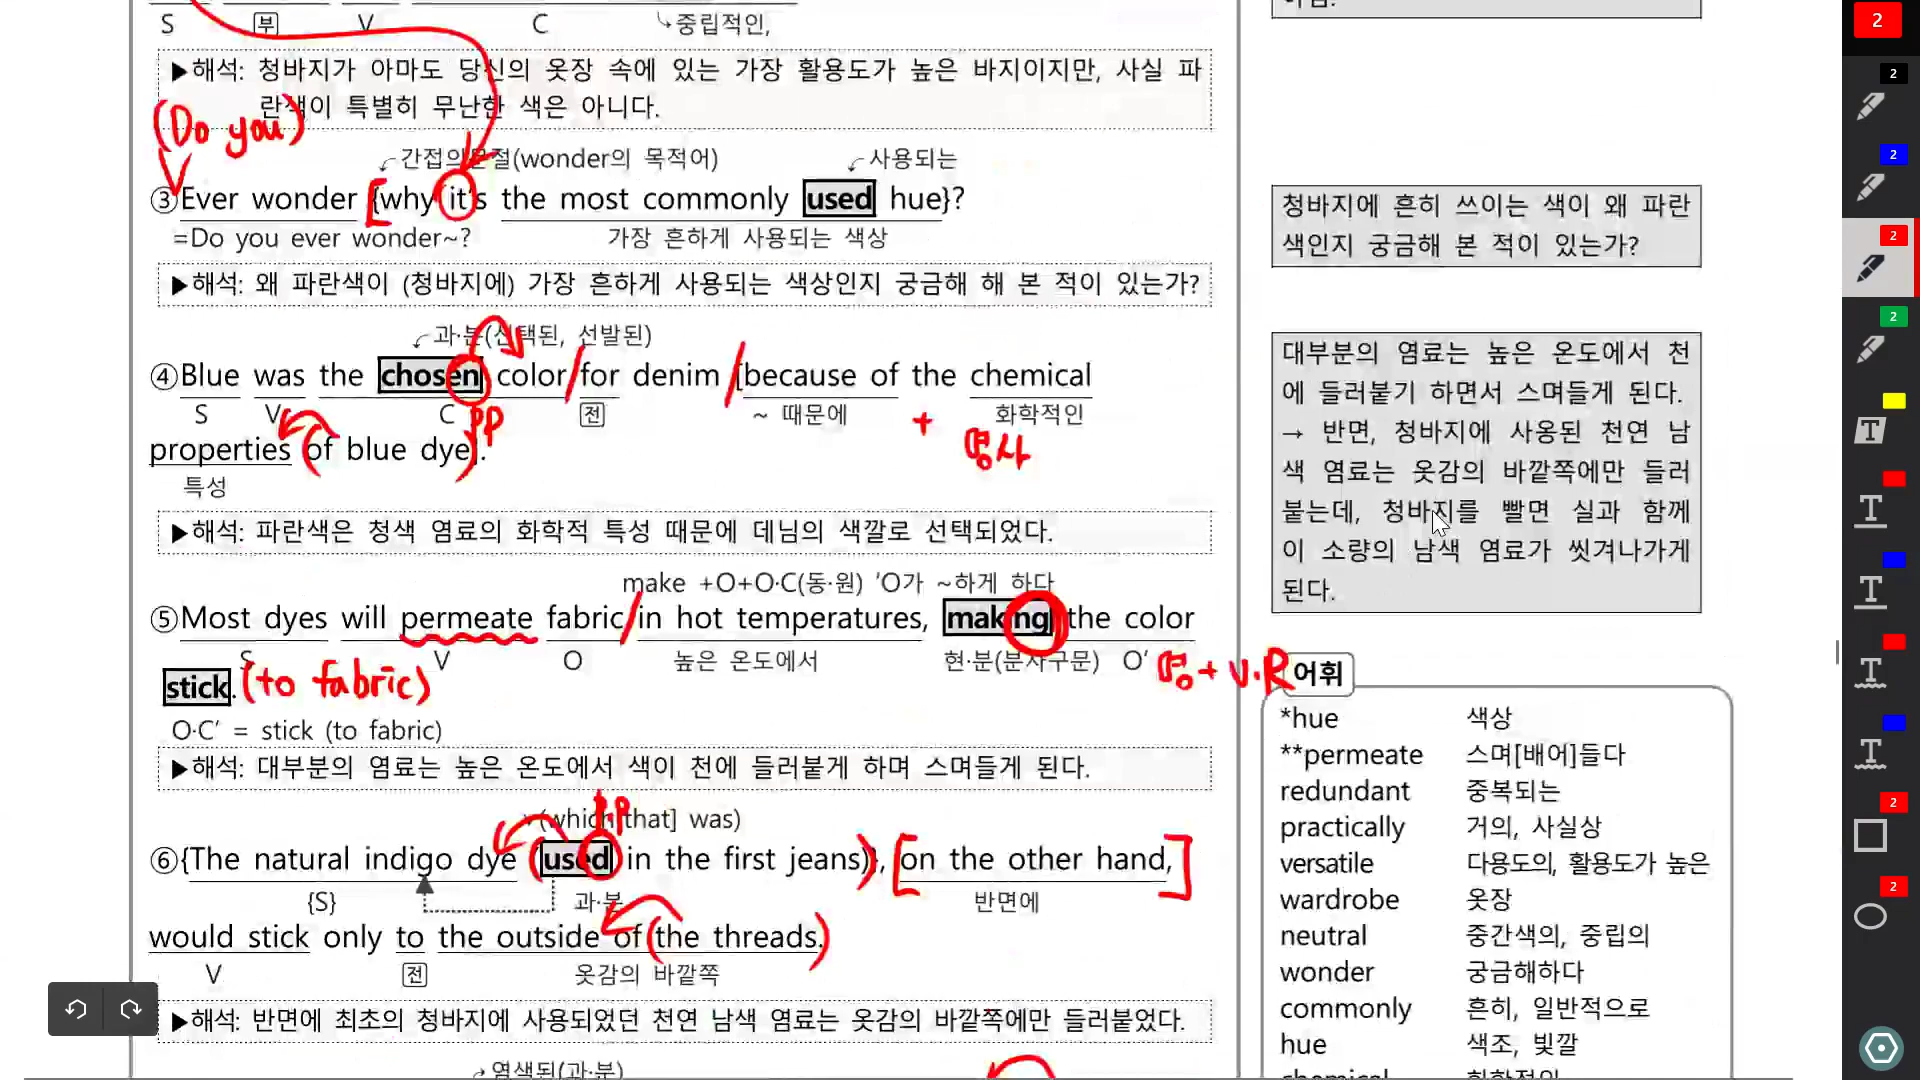 S 부 V C ↳중립적인,
▶해석: 청바지가 아마도 당신의 옷장 속에 있는 가장 활용도가 높은 바지이지만, 사실 파
란색이 특별히 무난한 색은 아니다.
(Do you)
간접의문절(wonder의 목적어) 사용되는
③Ever wonder {why it's the most commonly used hue}?
=Do you ever wonder~? 가장 흔하게 사용되는 색상
▶해석: 왜 파란색이 (청바지에) 가장 흔하게 사용되는 색상인지 궁금해 해 본 적이 있는가?
과·분(선택된, 선발된)
④Blue was the chosen color for denim [because of the chemical
S V C 전 ~ 때문에 화학적인
PP + 명사
properties of blue dye].
특성
▶해석: 파란색은 청색 염료의 화학적 특성 때문에 데님의 색깔로 선택되었다.
make +O+O·C(동·원) 'O가 ~하게 하다
⑤Most dyes will permeate fabric in hot temperatures, making the color
S V O 높은 온도에서 현·분(분사구문) O' 명+ V.R
stick. (to fabric)
O·C' = stick (to fabric)
▶해석: 대부분의 염료는 높은 온도에서 색이 천에 들러붙게 하며 스며들게 된다.
P.P
(which[that] was)
⑥{The natural indigo dye (used in the first jeans)}, on the other hand,
{S} 과·분 반면에
would stick only to the outside of the threads.
V 전 옷감의 바깥쪽
▶해석: 반면에 최초의 청바지에 사용되었던 천연 남색 염료는 옷감의 바깥쪽에만 들러붙었다.
염색된(과·분)
청바지에 흔히 쓰이는 색이 왜 파란
색인지 궁금해 본 적이 있는가?
대부분의 염료는 높은 온도에서 천
에 들러붙기 하면서 스며들게 된다.
→ 반면, 청바지에 사용된 천연 남
색 염료는 옷감의 바깥쪽에만 들러
붙는데, 청바지를 빨면 실과 함께
이 소량의 남색 염료가 씻겨나가게
된다.
어휘
*hue 색상
**permeate 스며[배어]들다
redundant 중복되는
practically 거의, 사실상
versatile 다용도의, 활용도가 높은
wardrobe 옷장
neutral 중간색의, 중립의
wonder 궁금해하다
commonly 흔히, 일반적으로
hue 색조, 빛깔
chemical 화학적인
2
2
2
2
2
T
T
T
T
T
2
2